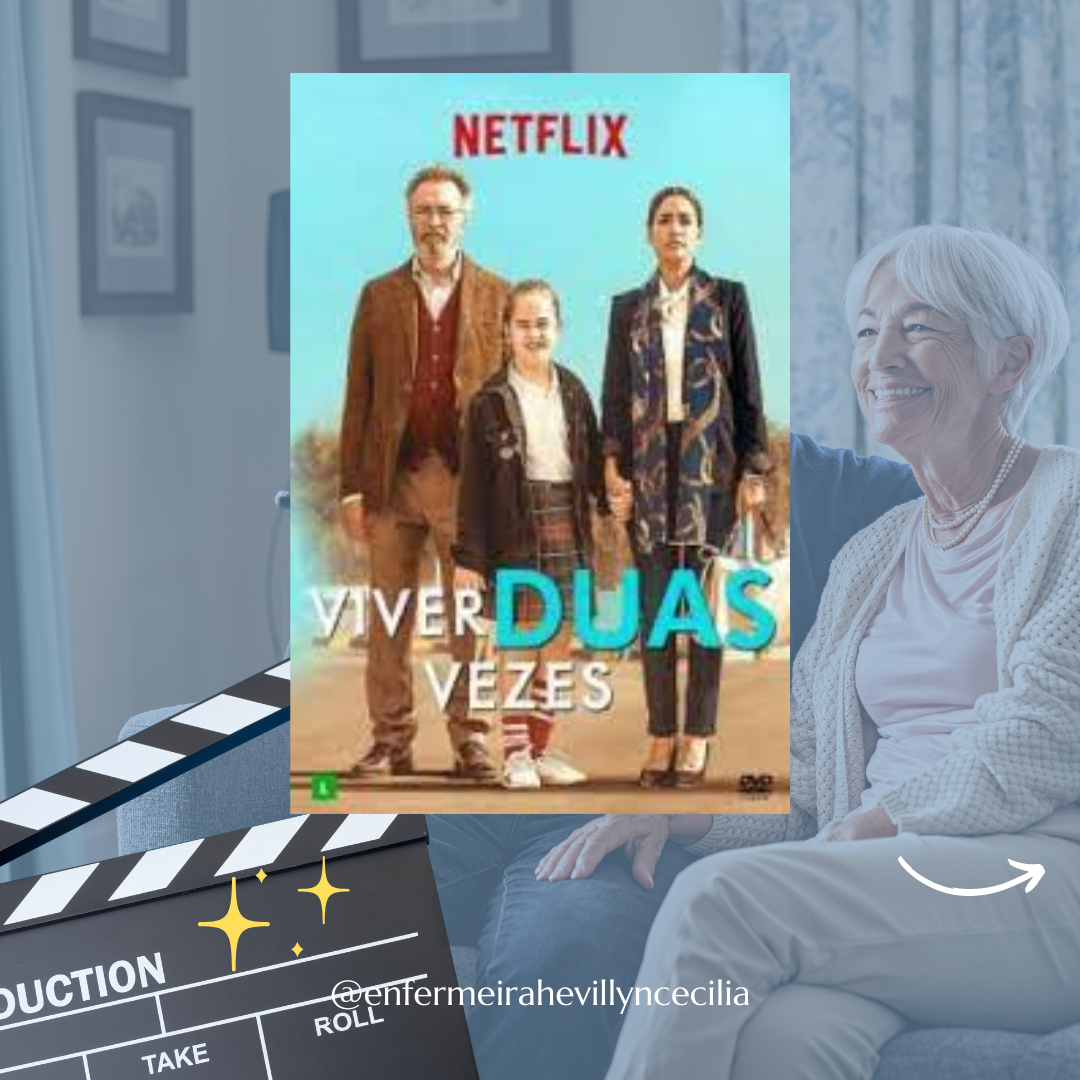 NETFLIX
VIVER DUAS
VEZES
L
DVD
DUCTION
TAKE
ROLL
@enfermeirahevillyncecilia